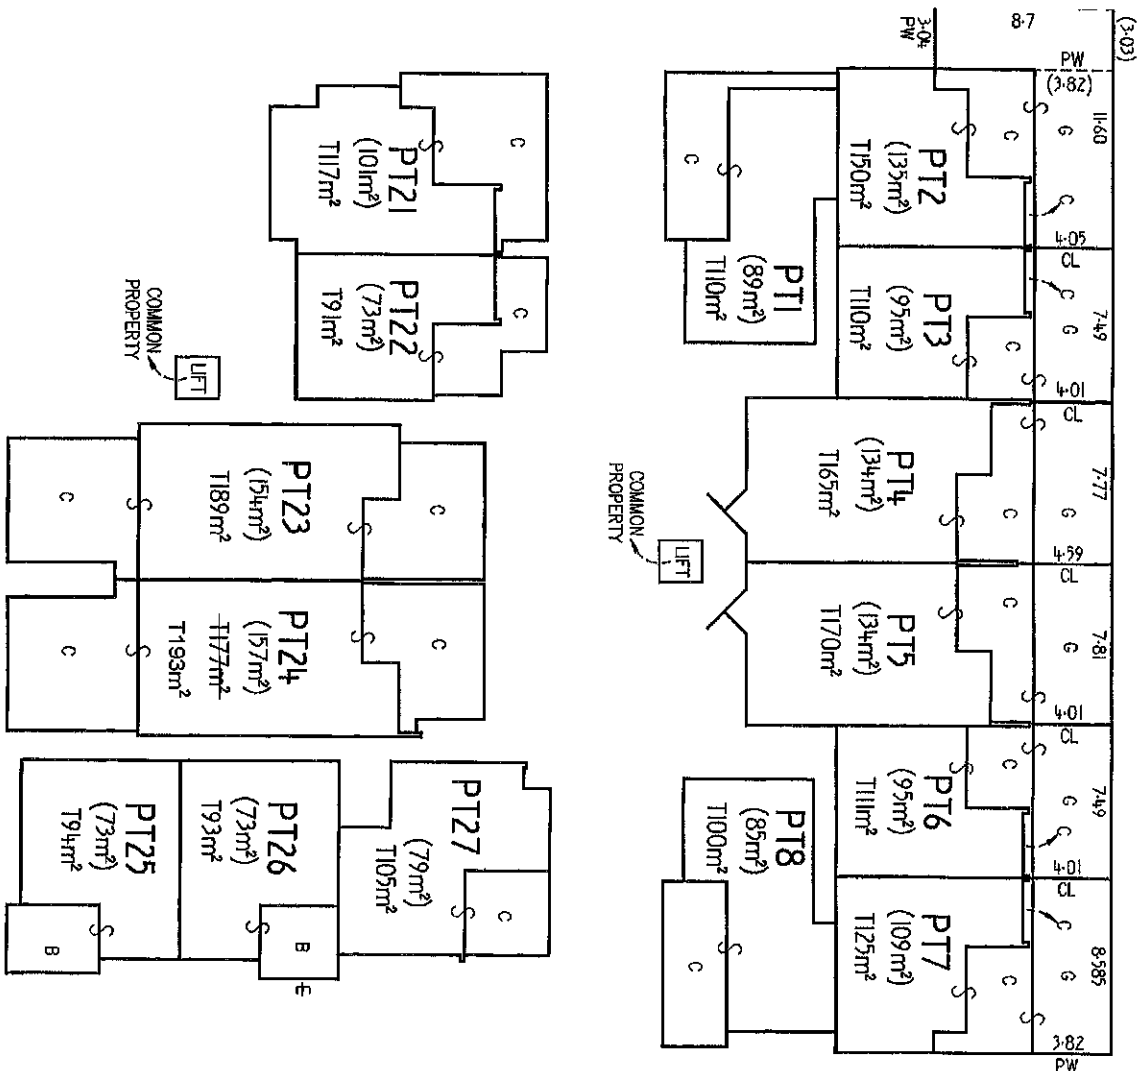 (3·03)
8·7
3·04
PW
PW
(3·82)
11·60
G
S
C
S
C
4·05
CL
PT2
(135m²)
T150m²
C
S
PT1
(89m²)
T110m²
C
7·49
G
C
S
S
4·01
CL
PT3
(95m²)
T110m²
S
7·77
G
C
S
4·59
CL
PT4
(134m²)
T165m²
COMMON
PROPERTY
LIFT
7·81
G
C
S
S
4·01
CL
PT5
(134m²)
T170m²
S
7·49
G
C
C
S
4·01
CL
PT6
(95m²)
T111m²
C
8·585
G
S
C
S
3·82
PW
PT7
(109m²)
T125m²
PT8
(85m²)
T100m²
S
C
C
S
PT21
(101m²)
T117m²
C
S
PT22
(73m²)
T91m²
COMMON
PROPERTY
LIFT
C
S
PT23
(154m²)
T189m²
S
C
C
S
PT24
(157m²)
T177m²
T193m²
S
C
PT27
(79m²)
T105m²
S
C
PT26
(73m²)
T93m²
S
B
PT25
(73m²)
T94m²
S
B